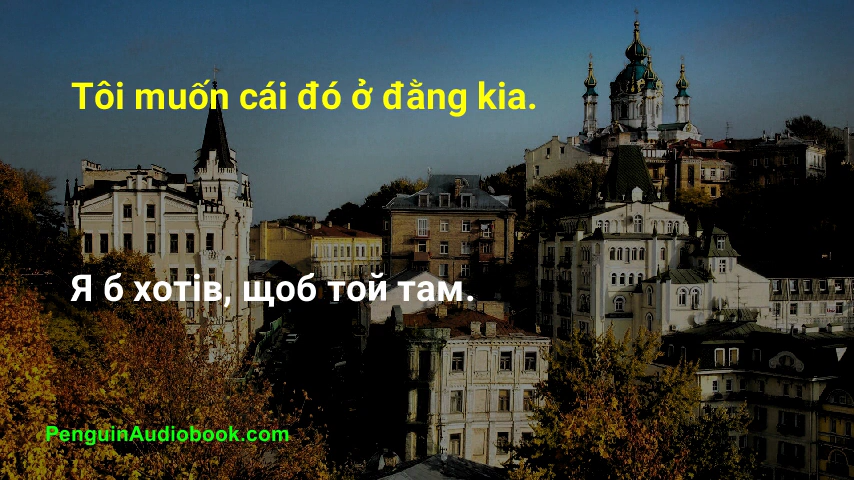 Tôi muốn cái đó ở đằng kia.
Я б хотів, щоб той там.
PenguinAudiobook.com